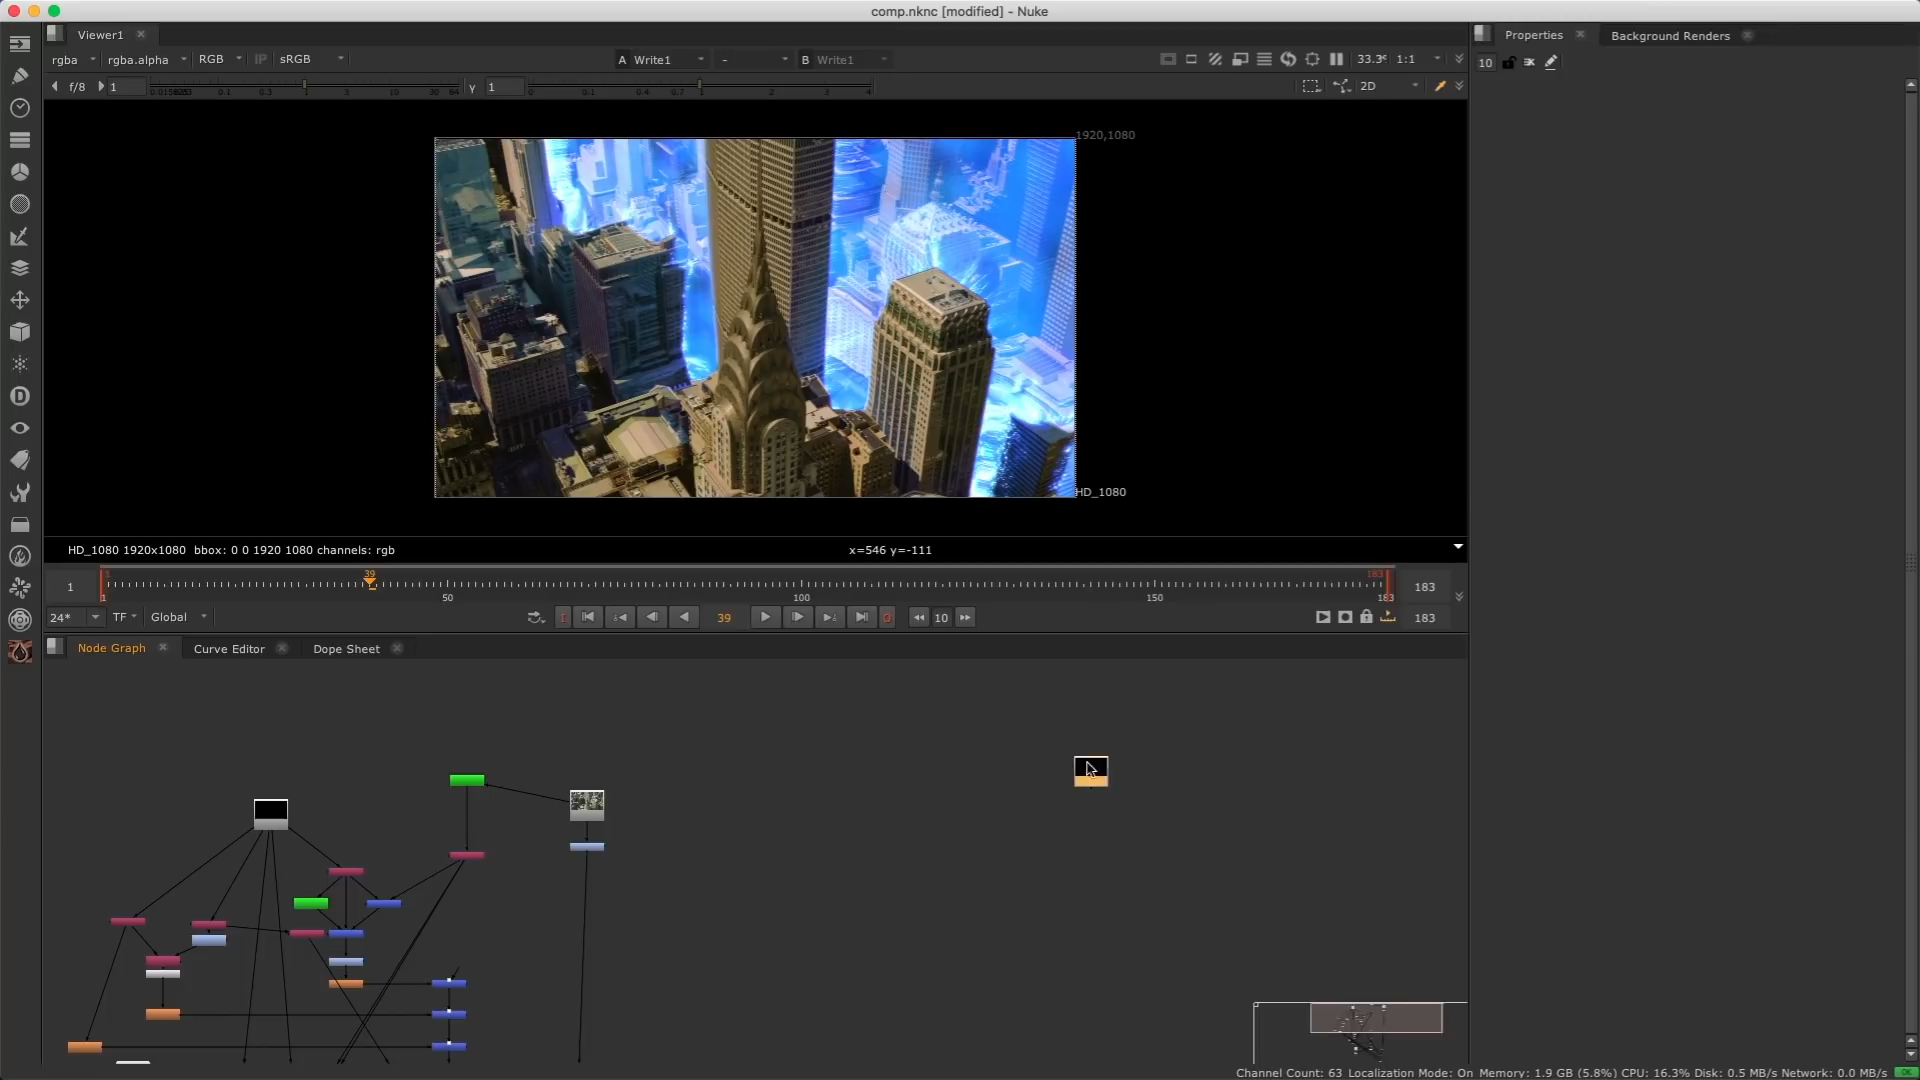 comp.nknc [modified] - Nuke
Viewer1
Properties
Background Renders
rgba
rgba.alpha
RGB
IP
sRGB
A Write1
-
B Write1
33.3
1:1
10
f/8
1
0.1
0.3
1
3
10
30
64
γ
1
0
0.1
0.4
0.7
1
2
3
4
2D
1920,1080
HD_1080
HD_1080 1920x1080 bbox: 0 0 1920 1080 channels: rgb
x=546 y=-111
1
1
39
183
183
1
50
100
150
183
24*
TF
Global
39
10
183
Node Graph
Curve Editor
Dope Sheet
Channel Count: 63 Localization Mode: On Memory: 1.9 GB (5.8%) CPU: 16.3% Disk: 0.5 MB/s Network: 0.0 MB/s